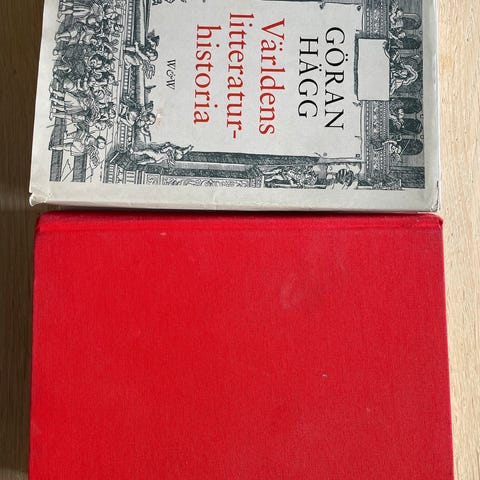 GÖRAN
HÄGG
Världens
litteratur-
historia
W&W